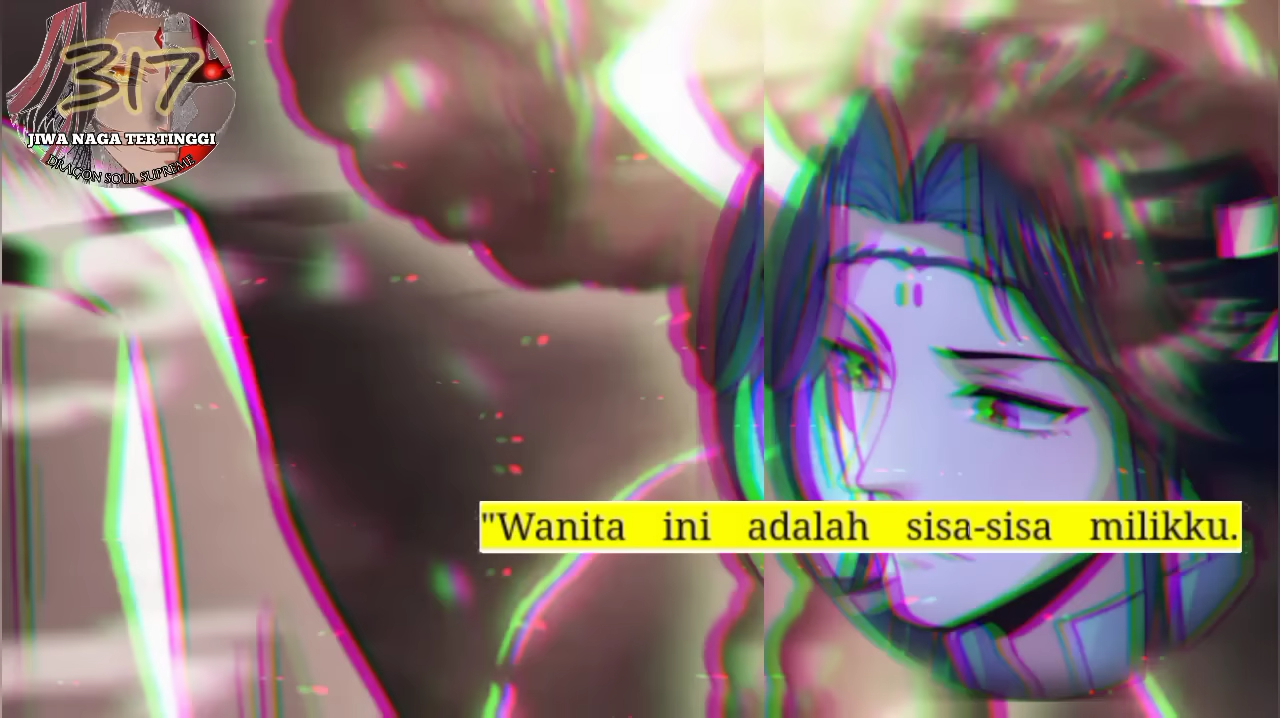 317
JIWA NAGA TERTINGGI
DRAGON SOUL SUPREME
"Wanita ini adalah sisa-sisa milikku.